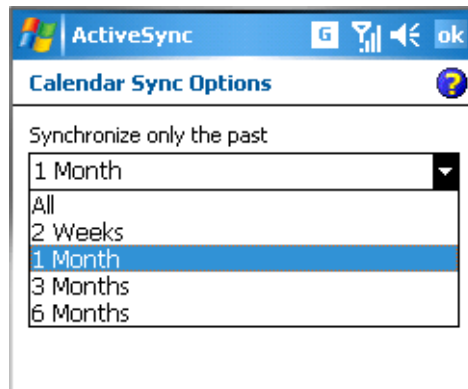 ActiveSync G ok
Calendar Sync Options ?
Synchronize only the past
1 Month
All
2 Weeks
1 Month
3 Months
6 Months